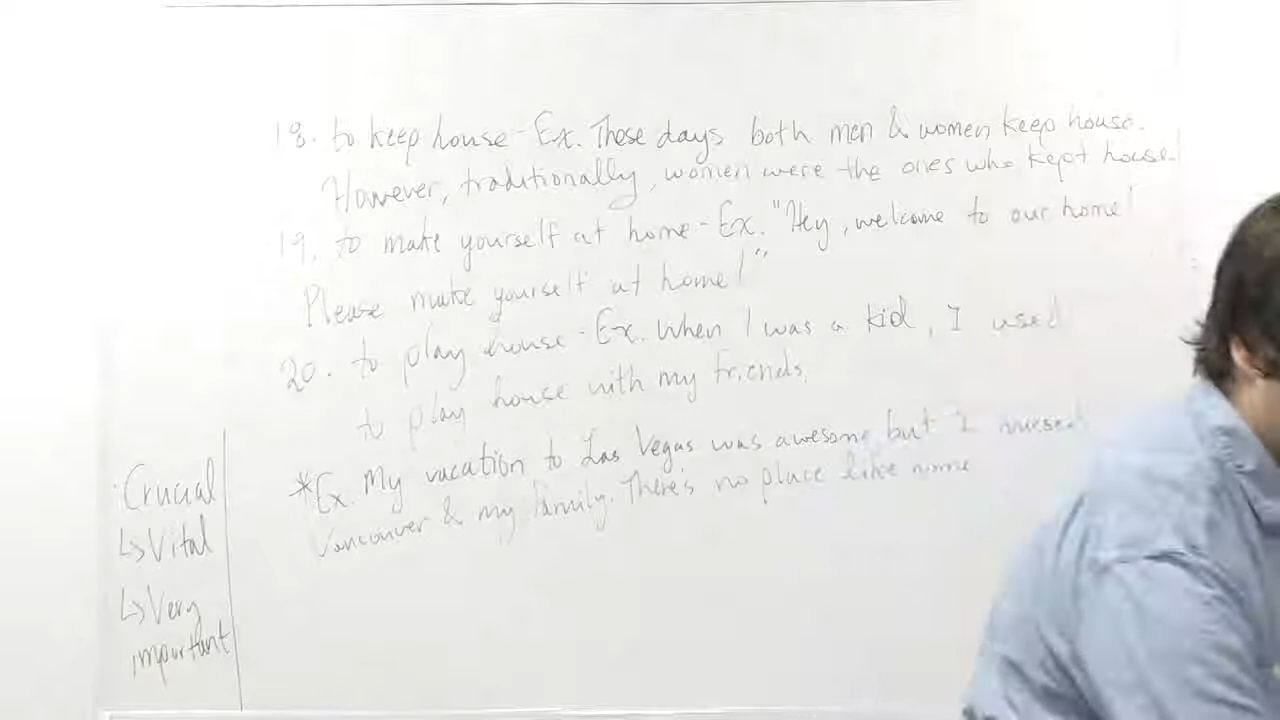 18. to keep house - Ex. These days both men & women keep house.
However, traditionally, women were the ones who kept house!
19. to make yourself at home - Ex. "Hey, welcome to our home!
Please make yourself at home!"
20. to play house - Ex. When I was a kid, I used
to play house with my friends.
*Ex. My vacation to Las Vegas was awesome but I missed
Vancouver & my family. There's no place like home
Crucial
↳ Vital
↳ Very
important